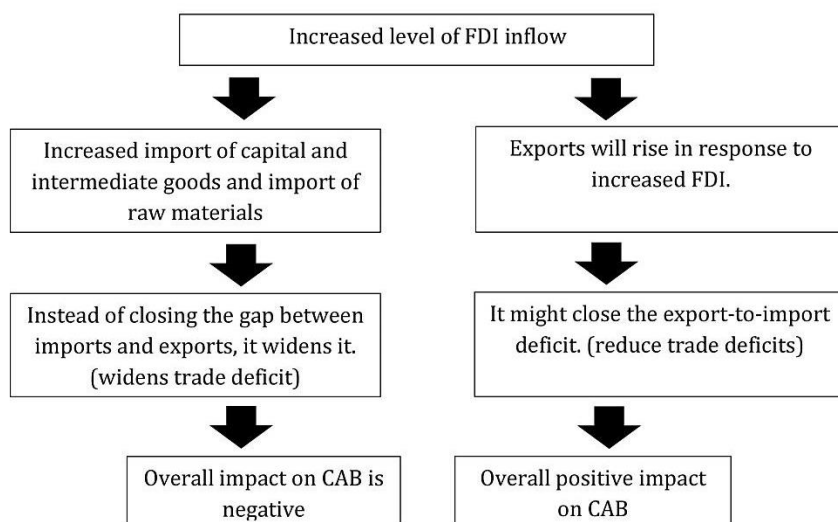 Increased level of FDI inflow
Increased import of capital and
intermediate goods and import of
raw materials
Exports will rise in response to
increased FDI.
Instead of closing the gap between
imports and exports, it widens it.
(widens trade deficit)
It might close the export-to-import
deficit. (reduce trade deficits)
Overall impact on CAB is
negative
Overall positive impact
on CAB